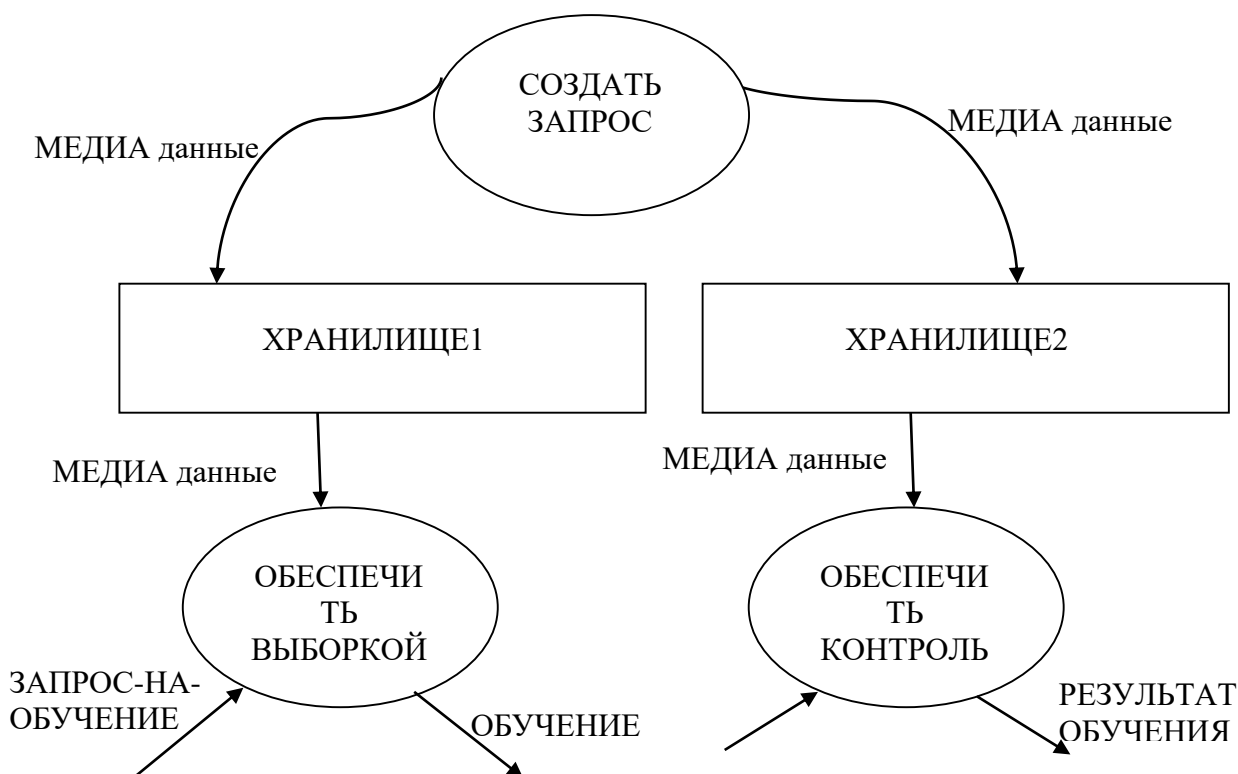 СОЗДАТЬ
ЗАПРОС
МЕДИА данные
МЕДИА данные
ХРАНИЛИЩЕ1
ХРАНИЛИЩЕ2
МЕДИА данные
МЕДИА данные
ОБЕСПЕЧИ
ТЬ
ВЫБОРКОЙ
ОБЕСПЕЧИ
ТЬ
КОНТРОЛЬ
ЗАПРОС-НА-
ОБУЧЕНИЕ
ОБУЧЕНИЕ
РЕЗУЛЬТАТ
ОБУЧЕНИЯ